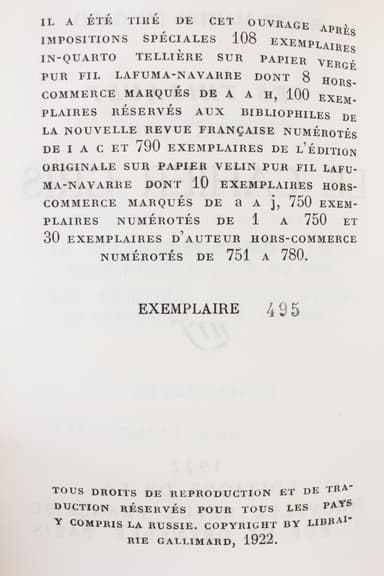 IL A ÉTÉ TIRÉ DE CET OUVRAGE APRÈS
IMPOSITIONS SPÉCIALES 108 EXEMPLAIRES
IN-QUARTO TELLIÈRE SUR PAPIER VERGÉ
PUR FIL LAFUMA-NAVARRE DONT 8 HORS-
COMMERCE MARQUÉS DE A A H, 100 EXEM-
PLAIRES RÉSERVÉS AUX BIBLIOPHILES DE
LA NOUVELLE REVUE FRANÇAISE NUMÉROTÉS
DE I A C ET 790 EXEMPLAIRES DE L'ÉDITION
ORIGINALE SUR PAPIER VELIN PUR FIL LAFU-
MA-NAVARRE DONT 10 EXEMPLAIRES HORS-
COMMERCE MARQUÉS DE a A j, 750 EXEM-
PLAIRES NUMÉROTÉS DE 1 A 750 ET
30 EXEMPLAIRES D'AUTEUR HORS-COMMERCE
NUMÉROTÉS DE 751 A 780.
EXEMPLAIRE 495
TOUS DROITS DE REPRODUCTION ET DE TRA-
DUCTION RÉSERVÉS POUR TOUS LES PAYS
Y COMPRIS LA RUSSIE. COPYRIGHT BY LIBRAI-
RIE GALLIMARD, 1922.